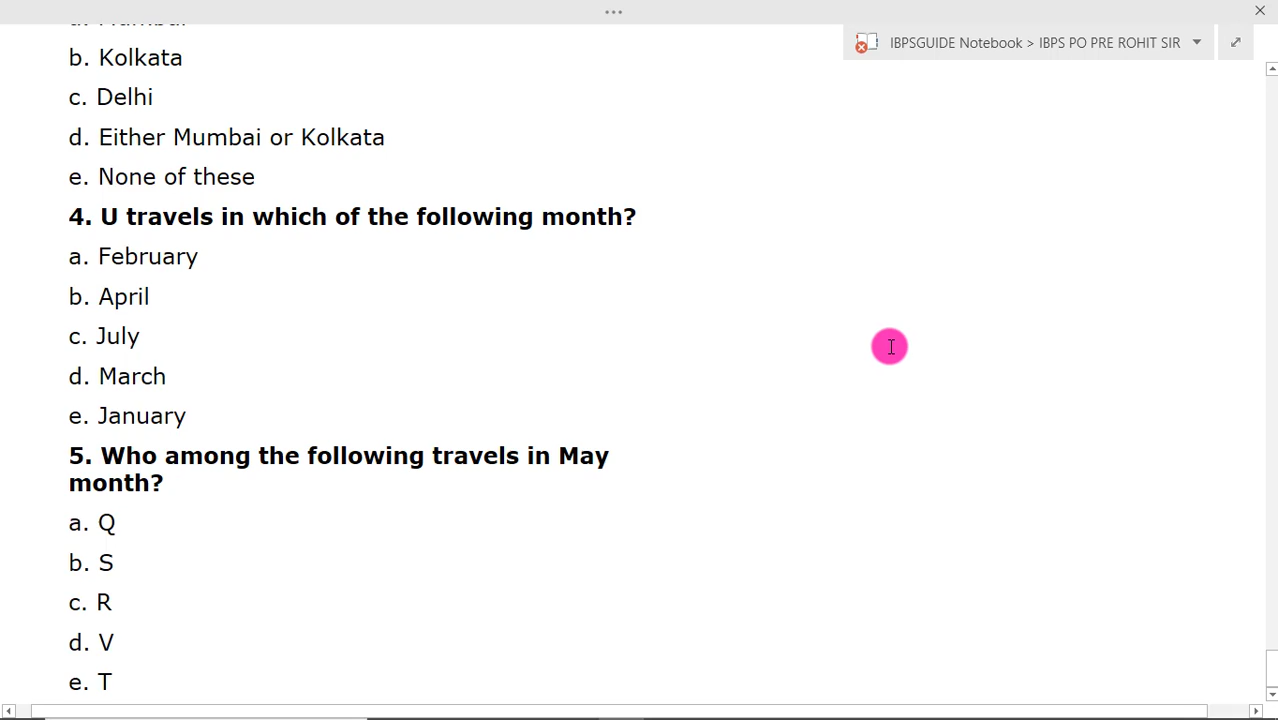 b. Kolkata
IBPSGUIDE Notebook > IBPS PO PRE ROHIT SIR
c. Delhi
d. Either Mumbai or Kolkata
e. None of these
4. U travels in which of the following month?
a. February
b. April
c. July
d. March
e. January
5. Who among the following travels in May
month?
a. Q
b. S
c. R
d. V
e. T